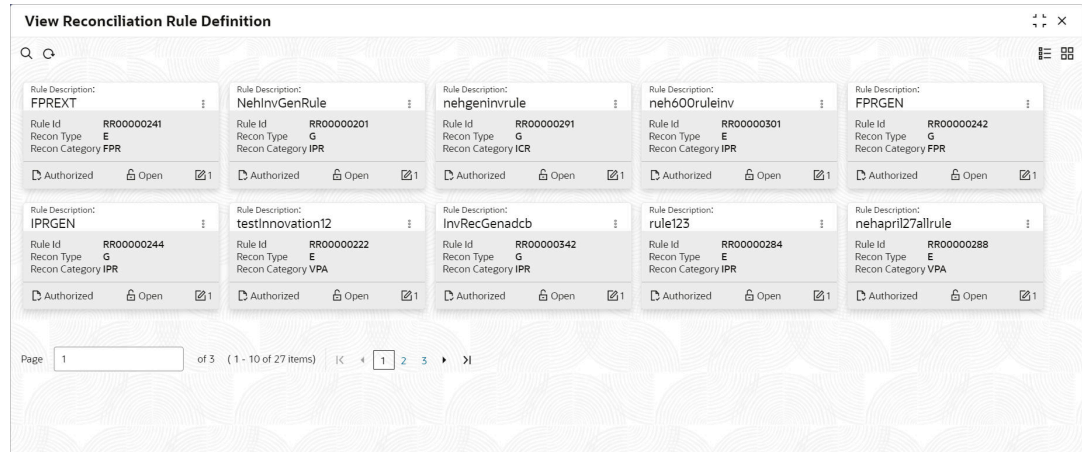 View Reconciliation Rule Definition
Rule Description:
FPREXT
Rule Id RR00000241
Recon Type E
Recon Category FPR
Authorized Open 1
Rule Description:
NehInvGenRule
Rule Id RR00000201
Recon Type G
Recon Category IPR
Authorized Open 1
Rule Description:
nehgeninvrule
Rule Id RR00000291
Recon Type G
Recon Category ICR
Authorized Open 1
Rule Description:
neh600ruleinv
Rule Id RR00000301
Recon Type E
Recon Category IPR
Authorized Open 1
Rule Description:
FPRGEN
Rule Id RR00000242
Recon Type G
Recon Category FPR
Authorized Open 1
Rule Description:
IPRGEN
Rule Id RR00000244
Recon Type G
Recon Category IPR
Authorized Open 1
Rule Description:
testInnovation12
Rule Id RR00000222
Recon Type E
Recon Category VPA
Authorized Open 1
Rule Description:
InvRecGenadcb
Rule Id RR00000342
Recon Type G
Recon Category IPR
Authorized Open 1
Rule Description:
rule123
Rule Id RR00000284
Recon Type E
Recon Category IPR
Authorized Open 1
Rule Description:
nehapril27allrule
Rule Id RR00000288
Recon Type E
Recon Category VPA
Authorized Open 1
Page 1 of 3 (1 - 10 of 27 items) 1 2 3